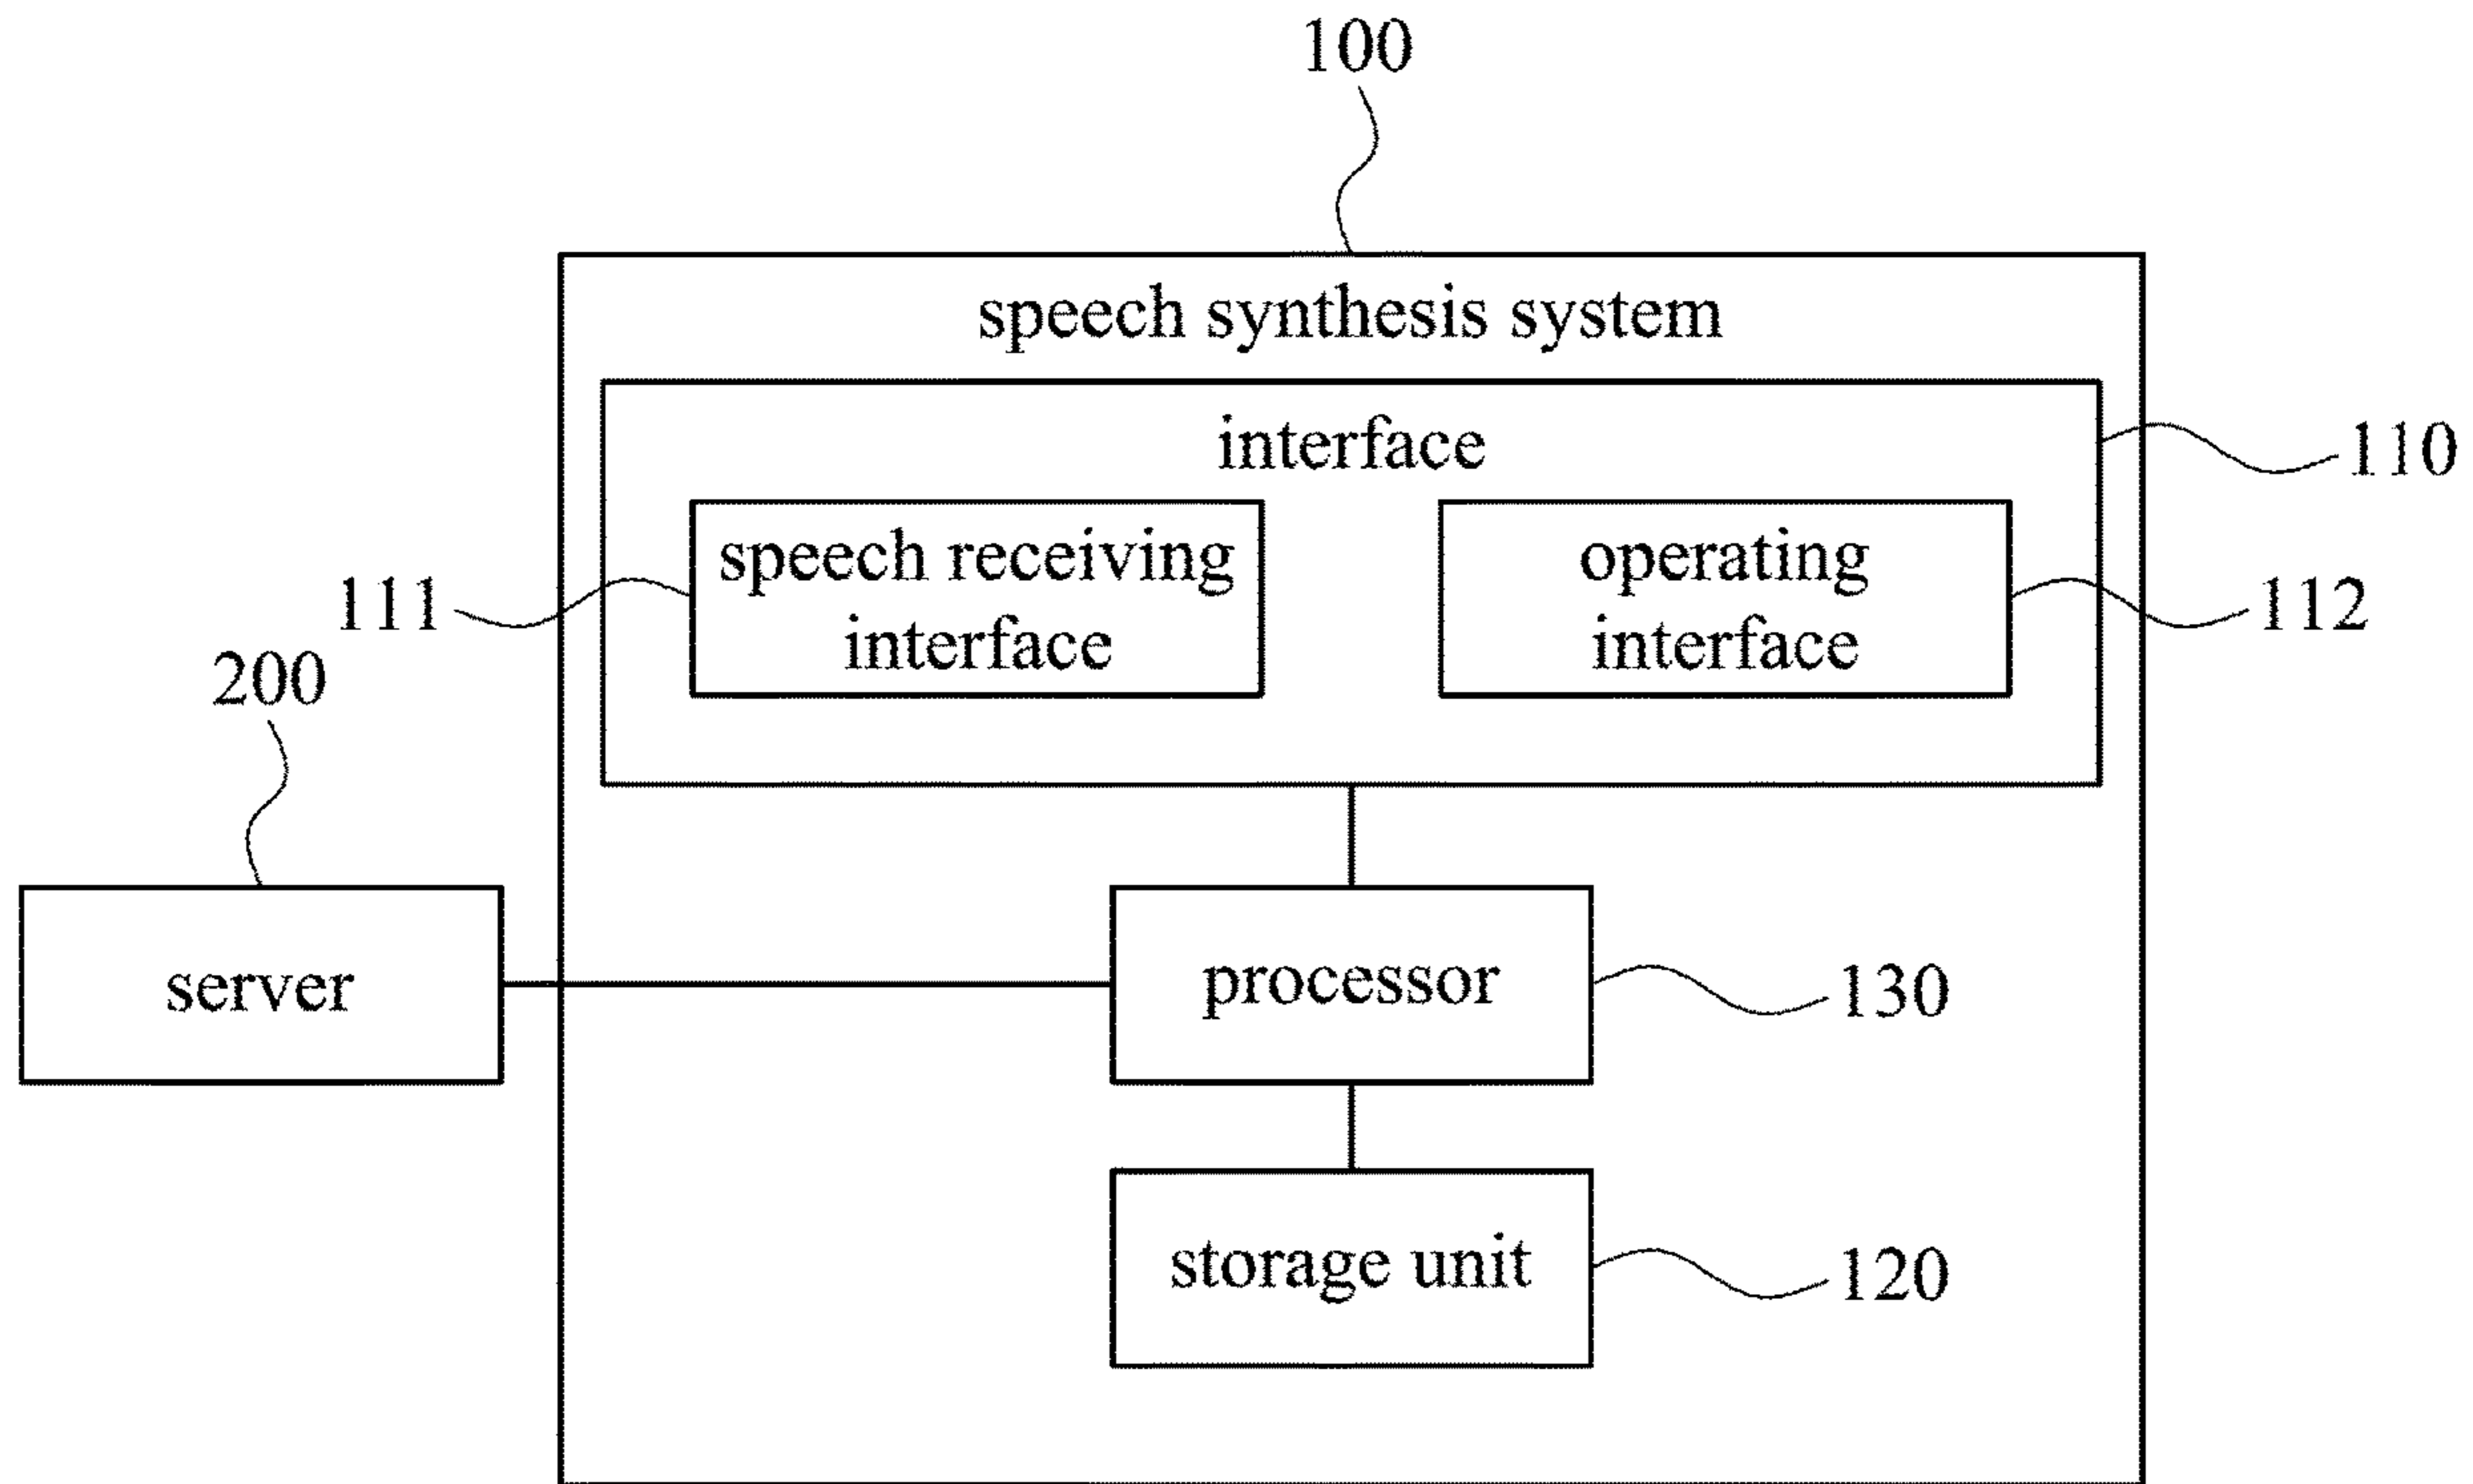 100
speech synthesis system
interface
110
speech receiving
interface
operating
interface
111
112
200
server
processor
130
storage unit
120